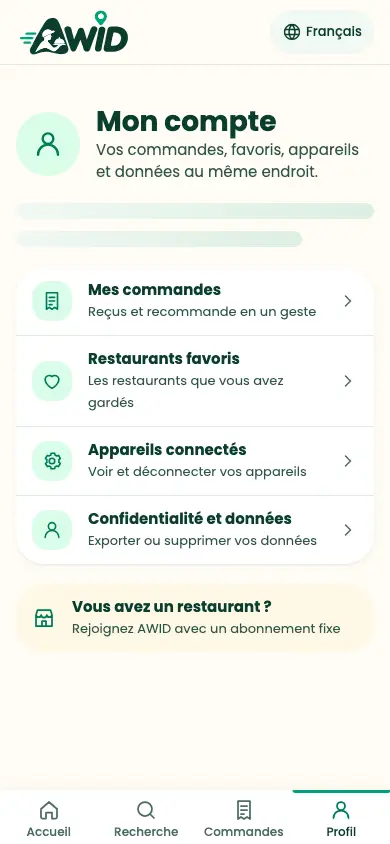 AWiD
Français
Mon compte
Vos commandes, favoris, appareils
et données au même endroit.
Mes commandes
Reçus et recommande en un geste
Restaurants favoris
Les restaurants que vous avez
gardés
Appareils connectés
Voir et déconnecter vos appareils
Confidentialité et données
Exporter ou supprimer vos données
Vous avez un restaurant ?
Rejoignez AWID avec un abonnement fixe
Accueil
Recherche
Commandes
Profil